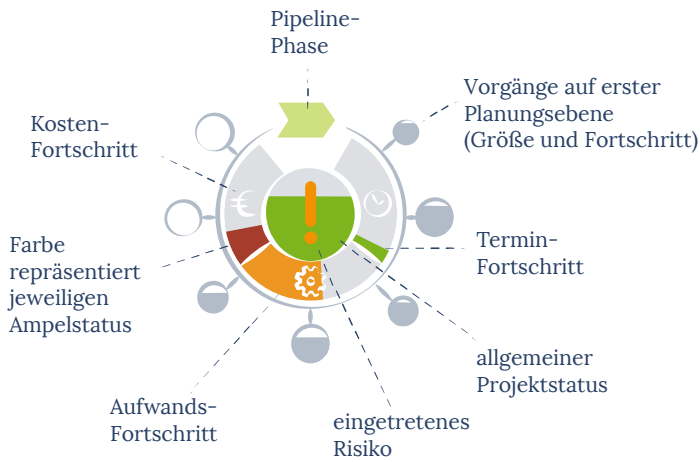 Pipeline-
Phase
Vorgänge auf erster
Planungsebene
(Größe und Fortschritt)
Kosten-
Fortschritt
€
Farbe
repräsentiert
jeweiligen
Ampelstatus
Termin-
Fortschritt
allgemeiner
Projektstatus
Aufwands-
Fortschritt
eingetretenes
Risiko